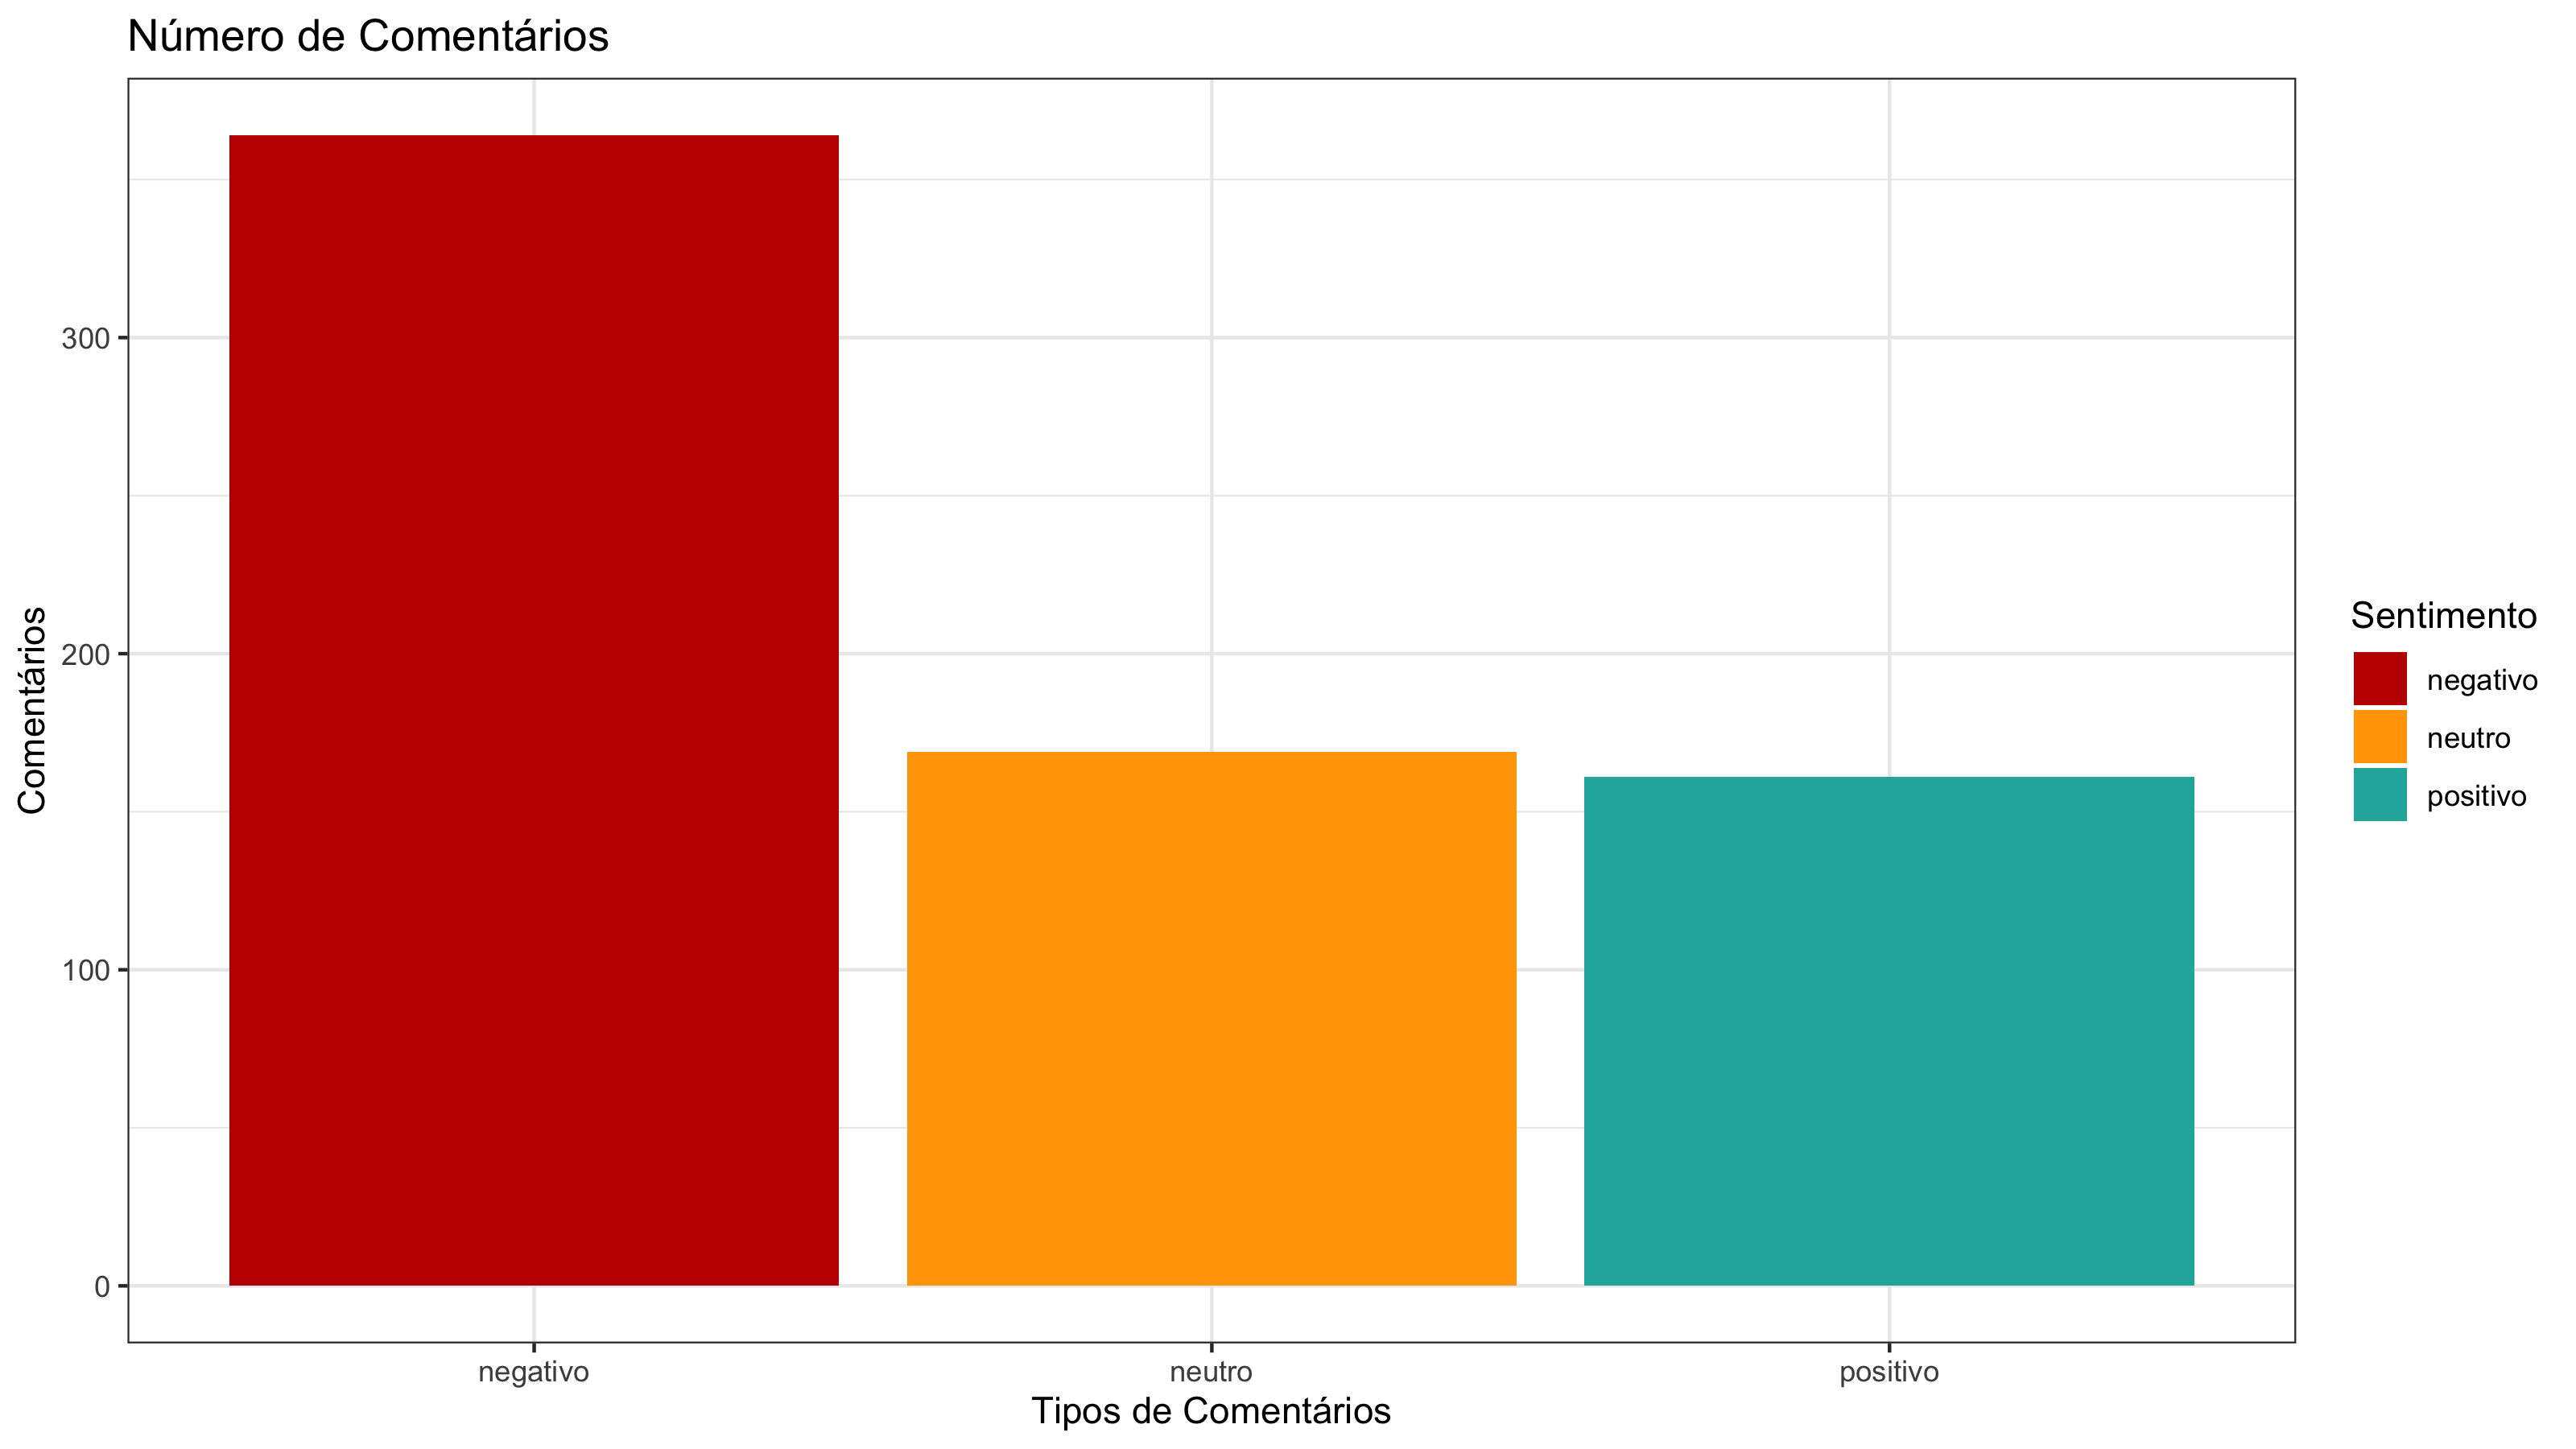 Número de Comentários
Comentários
300
200
100
0
negativo
neutro
positivo
Tipos de Comentários
Sentimento
negativo
neutro
positivo